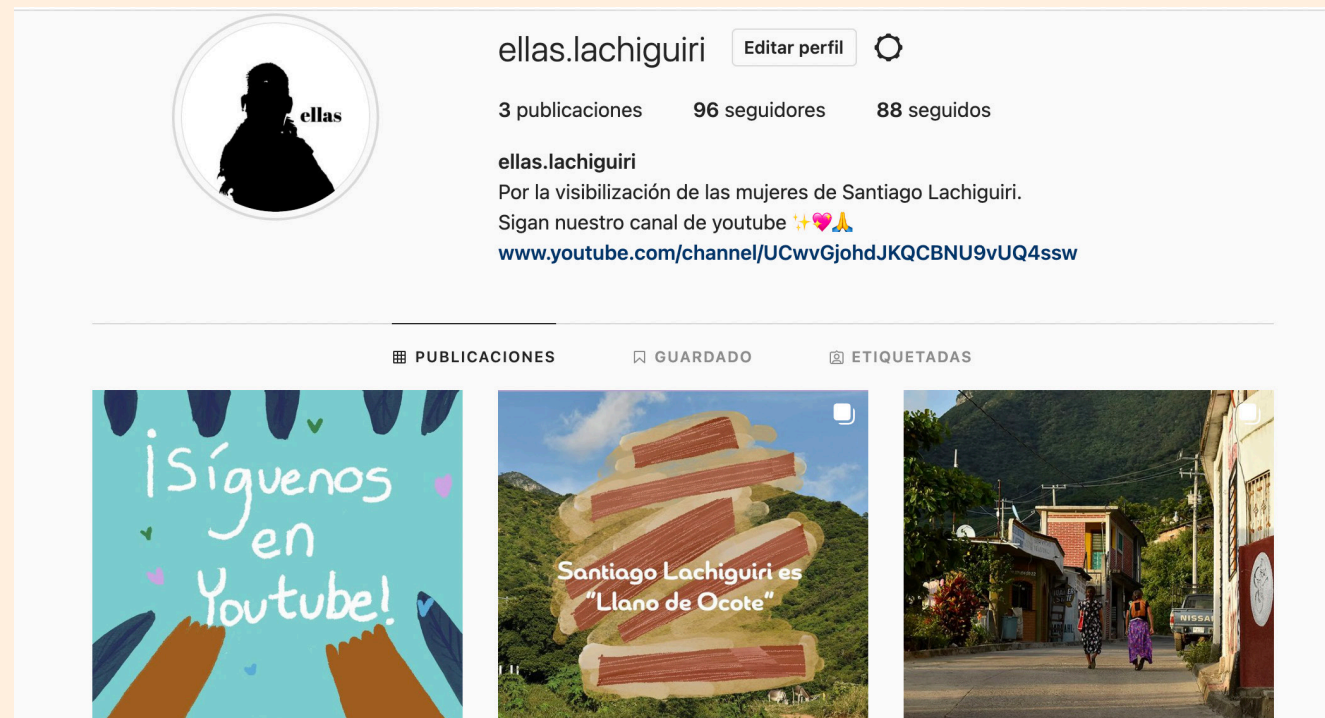 ellas
ellas.lachiguiri Editar perfil
3 publicaciones 96 seguidores 88 seguidos
ellas.lachiguiri
Por la visibilización de las mujeres de Santiago Lachiguiri.
Sigan nuestro canal de youtube ✨💖🙏
www.youtube.com/channel/UCwvGjohdJKQCBNU9vUQ4ssw
PUBLICACIONES GUARDADO ETIQUETADAS
¡Síguenos
en
Youtube!
Santiago Lachiguiri es
"Llano de Ocote"
NISSAN